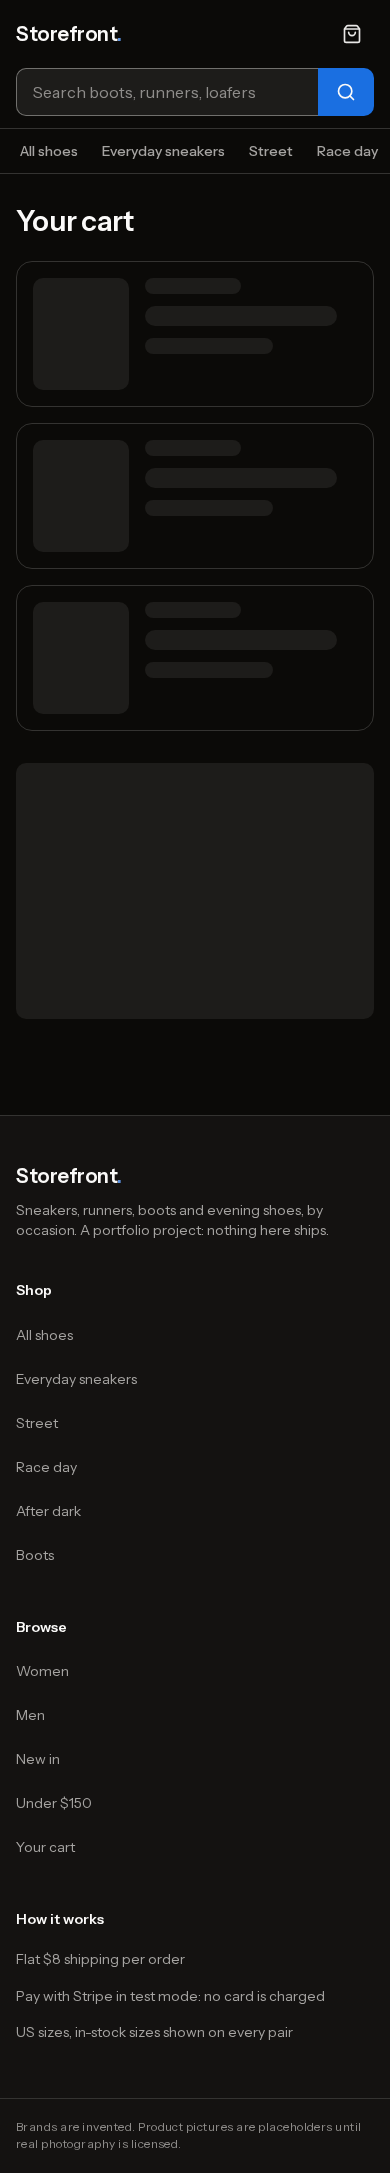 Storefront.
Search boots, runners, loafers
All shoes Everyday sneakers Street Race day
Your cart
Storefront.
Sneakers, runners, boots and evening shoes, by
occasion. A portfolio project: nothing here ships.
Shop
All shoes
Everyday sneakers
Street
Race day
After dark
Boots
Browse
Women
Men
New in
Under $150
Your cart
How it works
Flat $8 shipping per order
Pay with Stripe in test mode: no card is charged
US sizes, in-stock sizes shown on every pair
Brands are invented. Product pictures are placeholders until
real photography is licensed.